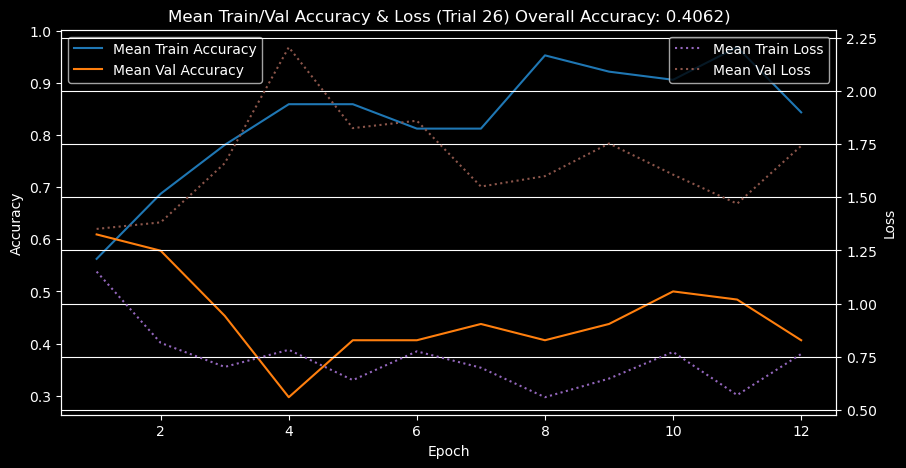 Mean Train/Val Accuracy & Loss (Trial 26) Overall Accuracy: 0.4062)
Mean Train Accuracy
Mean Val Accuracy
Mean Train Loss
Mean Val Loss
1.0
0.9
0.8
0.7
0.6
0.5
0.4
0.3
Accuracy
2.25
2.00
1.75
1.50
1.25
1.00
0.75
0.50
Loss
2 4 6 8 10 12
Epoch